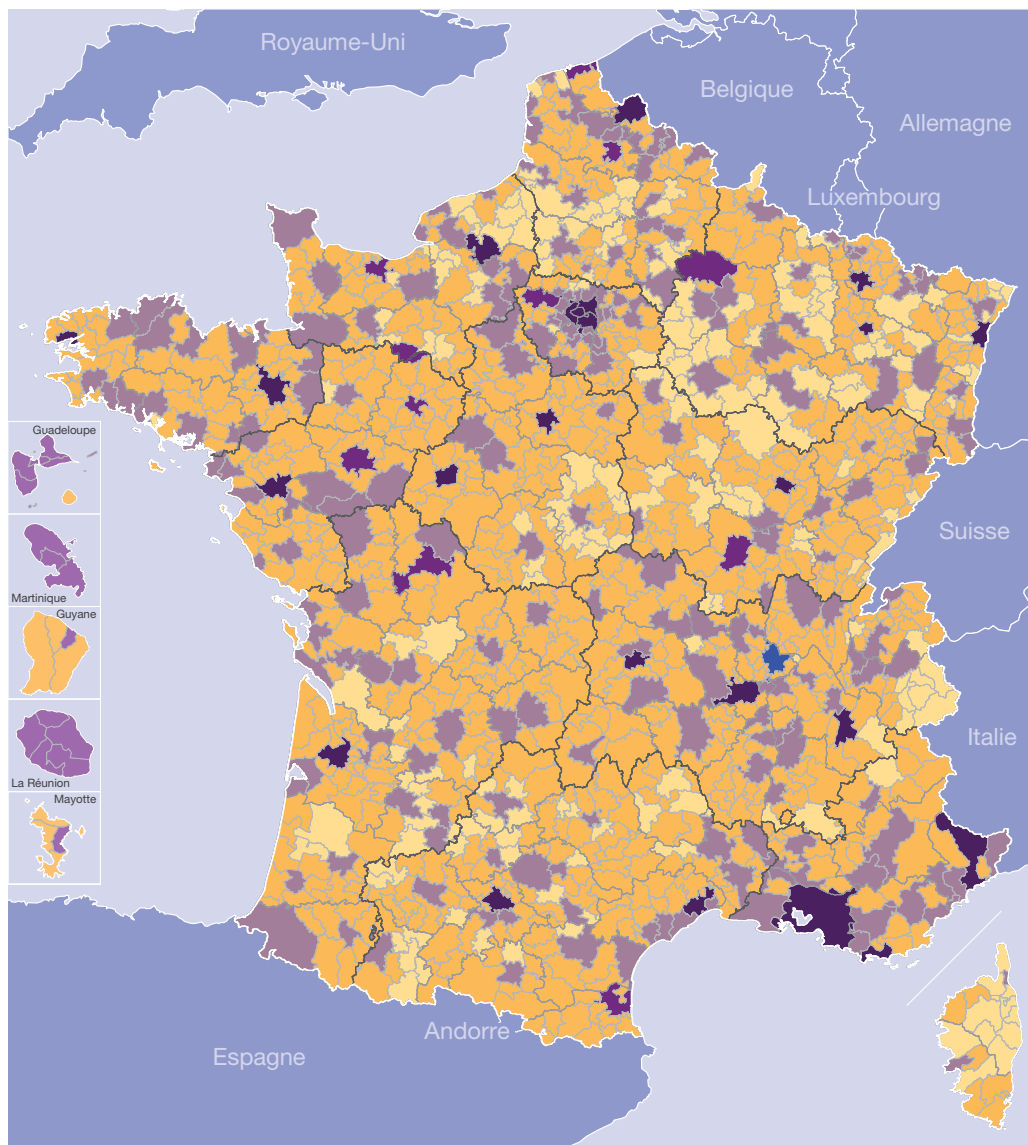 Royaume-Uni
Belgique
Allemagne
Luxembourg
Guadeloupe
Suisse
Martinique
Guyane
Italie
La Réunion
Mayotte
Andorre
Espagne